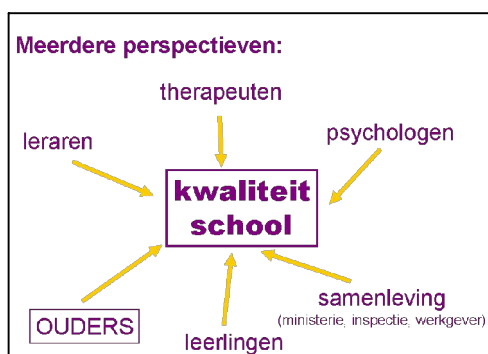 Meerdere perspectieven:
therapeuten
leraren
psychologen
kwaliteit
school
samenleving
(ministerie, inspectie, werkgever)
OUDERS
leerlingen